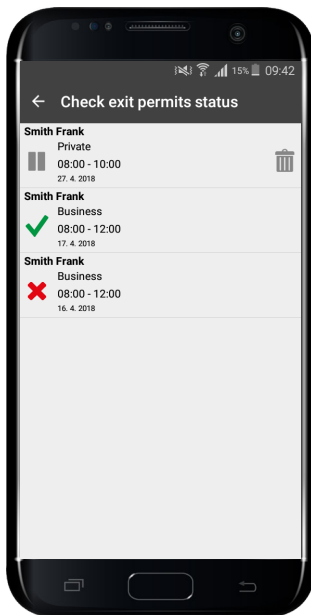 15% 09:42
Check exit permits status
Smith Frank
Private
08:00 - 10:00
27. 4. 2018
Smith Frank
Business
08:00 - 12:00
17. 4. 2018
Smith Frank
Business
08:00 - 12:00
16. 4. 2018